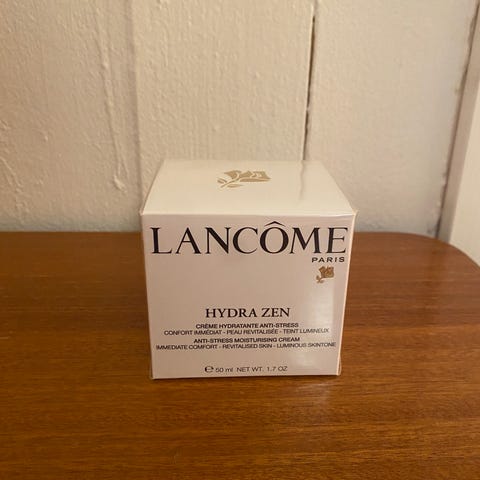 LANCÔME
PARIS
HYDRA ZEN
CRÈME HYDRATANTE ANTI-STRESS
CONFORT IMMÉDIAT - PEAU REVITALISÉE - TEINT LUMINEUX
ANTI-STRESS MOISTURISING CREAM
IMMEDIATE COMFORT - REVITALISED SKIN - LUMINOUS SKINTONE
℮ 50 ml NET WT. 1.7 OZ